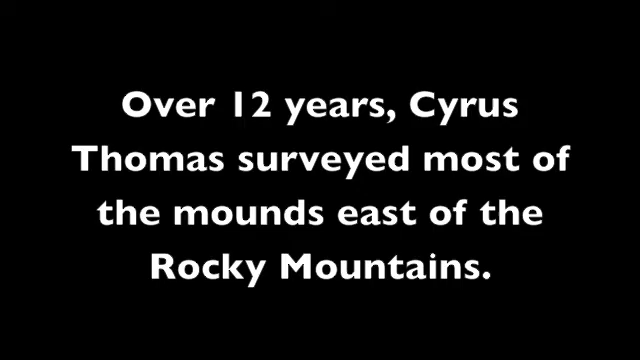 Over 12 years, Cyrus
Thomas surveyed most of
the mounds east of the
Rocky Mountains.